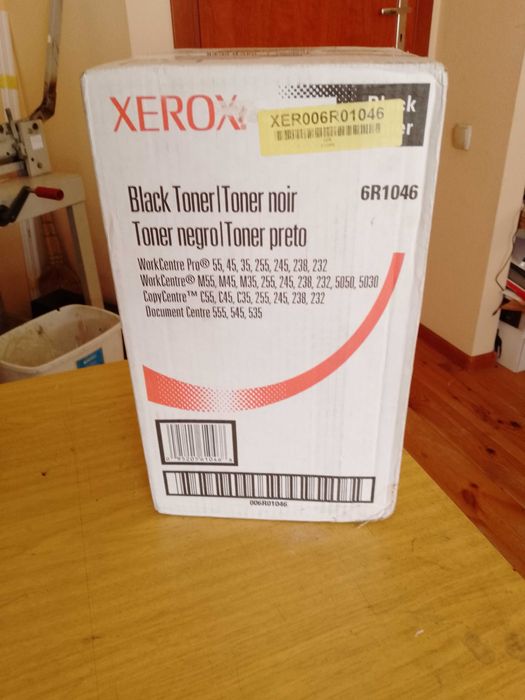 XEROX
XER006R01046
Black Toner|Toner noir
6R1046
Toner negro|Toner preto
WorkCentre Pro® 55, 45, 35, 255, 245, 238, 232
WorkCentre® M55, M45, M35, 255, 245, 238, 232, 5050, 5030
CopyCentre™ C55, C45, C35, 255, 245, 238, 232
Document Centre 555, 545, 535
006R01046